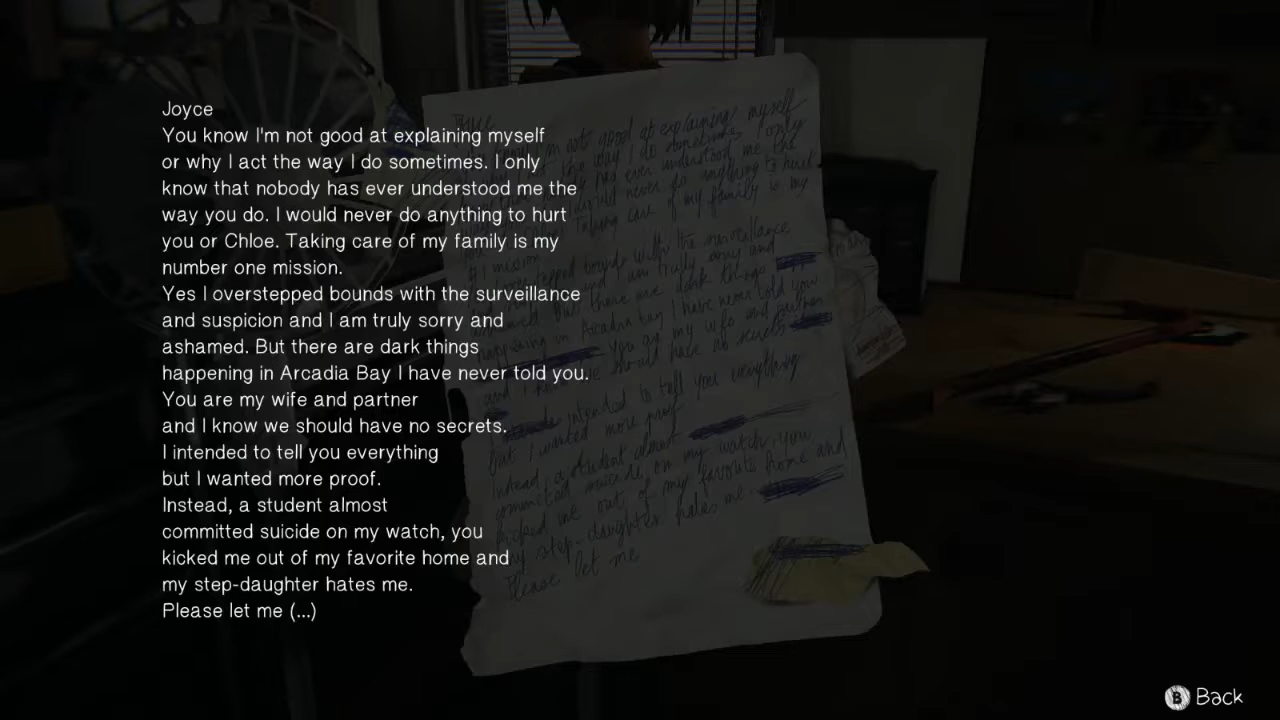 Joyce
You know I'm not good at explaining myself
or why I act the way I do sometimes. I only
know that nobody has ever understood me the
way you do. I would never do anything to hurt
you or Chloe. Taking care of my family is my
number one mission.
Yes I overstepped bounds with the surveillance
and suspicion and I am truly sorry and
ashamed. But there are dark things
happening in Arcadia Bay I have never told you.
You are my wife and partner
and I know we should have no secrets.
I intended to tell you everything
but I wanted more proof.
Instead, a student almost
committed suicide on my watch, you
kicked me out of my favorite home and
my step-daughter hates me.
Please let me (...)
B Back